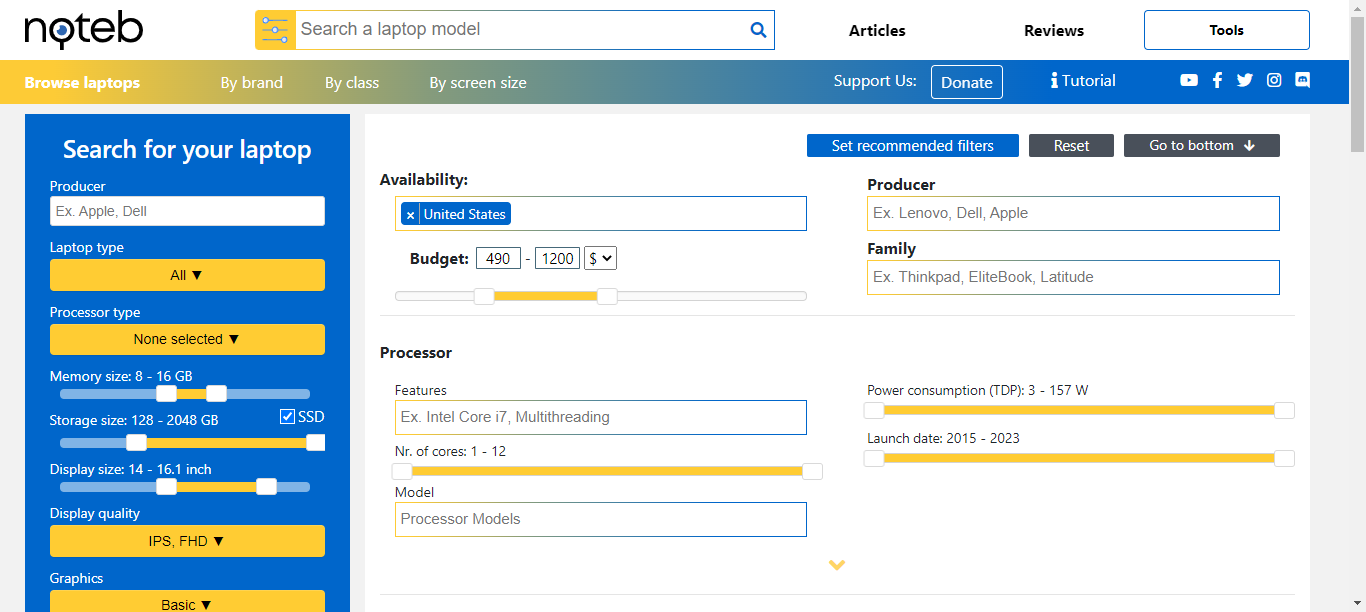 noteb
Search a laptop model
Articles
Reviews
Tools
Browse laptops
By brand
By class
By screen size
Support Us:
Donate
Tutorial
Search for your laptop
Producer
Ex. Apple, Dell
Laptop type
All ▼
Processor type
None selected ▼
Memory size: 8 - 16 GB
Storage size: 128 - 2048 GB
SSD
Display size: 14 - 16.1 inch
Display quality
IPS, FHD ▼
Graphics
Basic ▼
Set recommended filters
Reset
Go to bottom
Availability:
× United States
Budget: 490 - 1200 $
Producer
Ex. Lenovo, Dell, Apple
Family
Ex. Thinkpad, EliteBook, Latitude
Processor
Features
Ex. Intel Core i7, Multithreading
Nr. of cores: 1 - 12
Model
Processor Models
Power consumption (TDP): 3 - 157 W
Launch date: 2015 - 2023